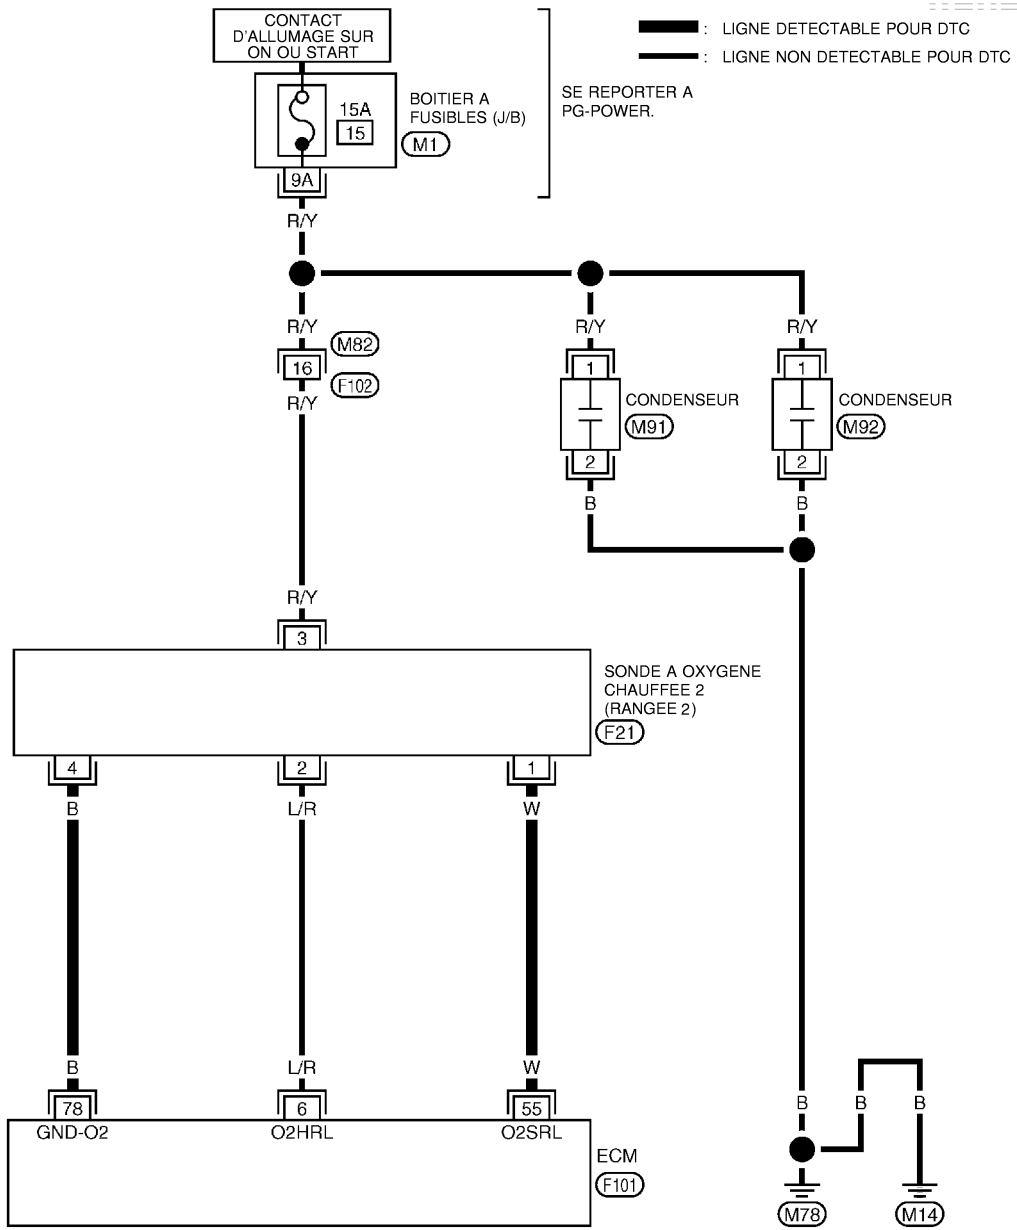 CONTACT
D'ALLUMAGE SUR
ON OU START
: LIGNE DETECTABLE POUR DTC
: LIGNE NON DETECTABLE POUR DTC
15A
15
BOITIER A
FUSIBLES (J/B)
M1
SE REPORTER A
PG-POWER.
9A
R/Y
R/Y
R/Y
R/Y
M82
16
F102
R/Y
1
1
CONDENSEUR
M91
CONDENSEUR
M92
2
2
B
B
R/Y
3
SONDE A OXYGENE
CHAUFFEE 2
(RANGEE 2)
F21
4
2
1
B
L/R
W
B
L/R
W
78
6
55
GND-O2
O2HRL
O2SRL
ECM
F101
B
B
B
M78
M14